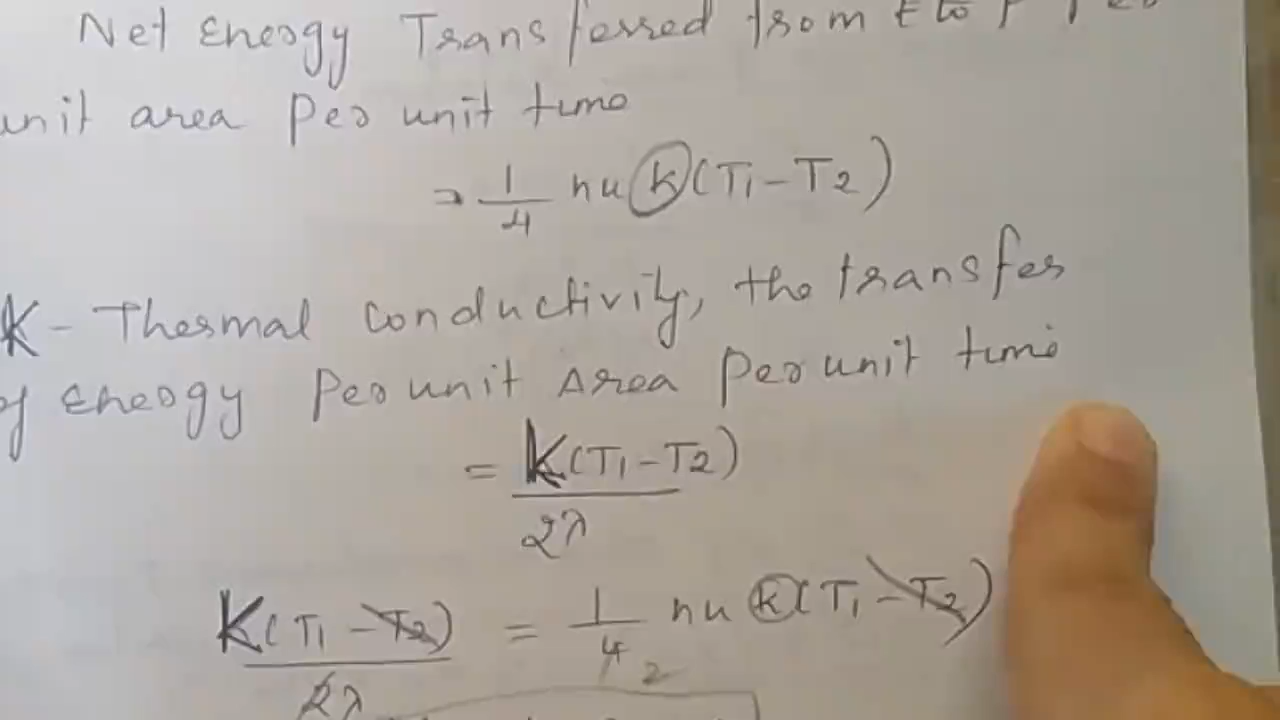 Net Energy Transferred from E to F Per
unit area Per unit time
= 1/4 nu k (T1 - T2)
K - Thermal conductivity, the transfer
of Energy Per unit Area Per unit time
= K(T1 - T2) / 2λ
K(T1 - T2) / 2λ = 1/4 nu k (T1 - T2)
2